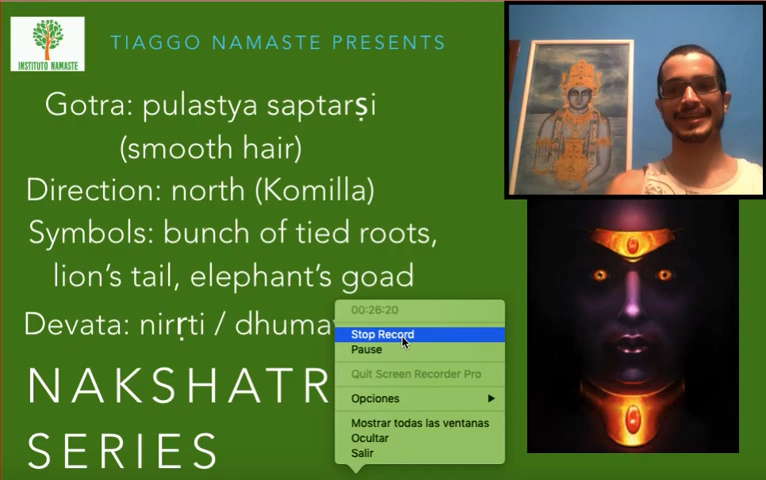 INSTITUTO NAMASTE
TIAGGO NAMASTE PRESENTS
Gotra: pulastya saptarṣi
(smooth hair)
Direction: north (Komilla)
Symbols: bunch of tied roots,
lion’s tail, elephant’s goad
Devata: nirṛti /
NAKSHATR
SERIES
00:26:20
Stop Record
Pause
Quit Screen Recorder Pro
Opciones
Mostrar todas las ventanas
Ocultar
Salir